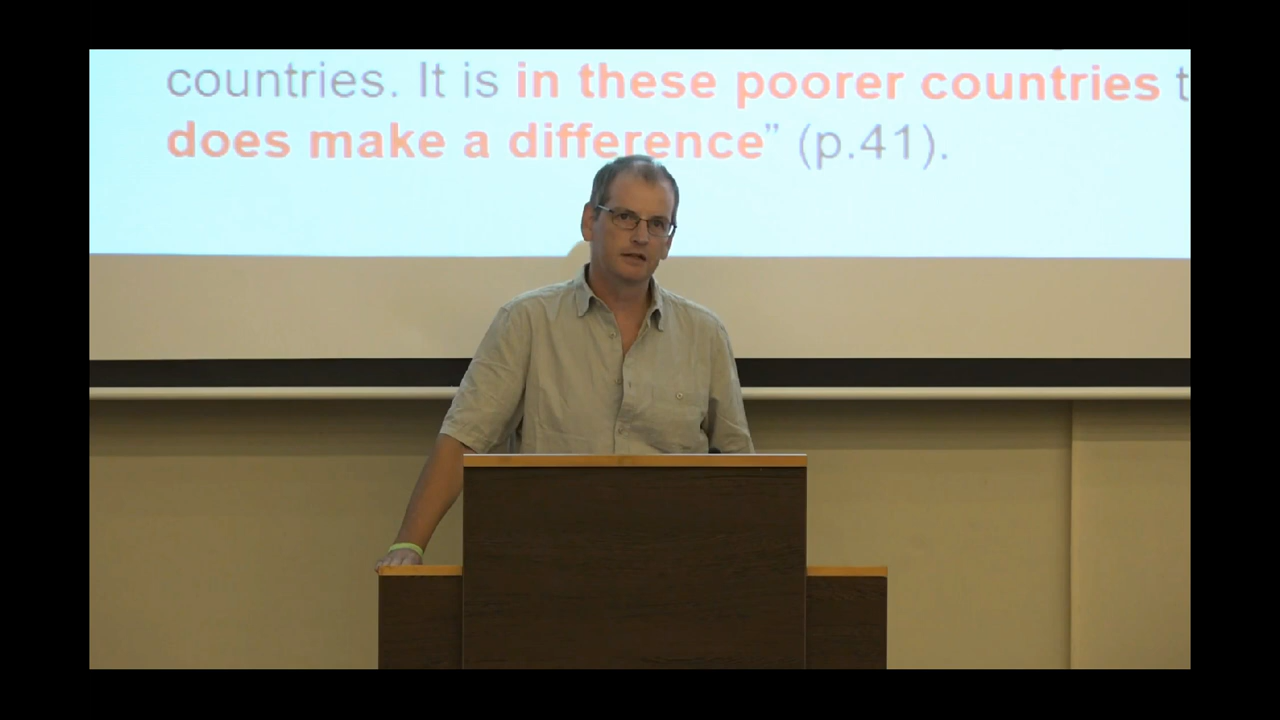 countries. It is in these poorer countries t
does make a difference” (p.41).